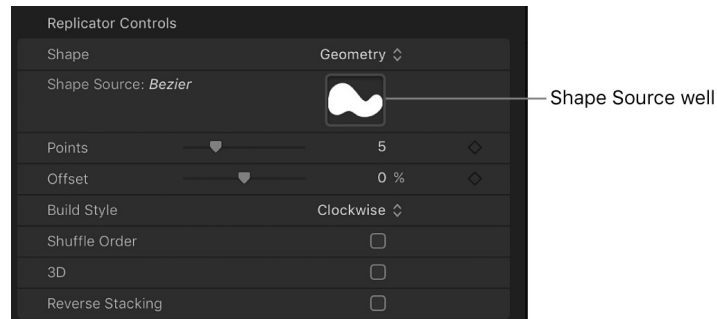 Replicator Controls
Shape Geometry
Shape Source: Bezier
Shape Source well
Points 5
Offset 0 %
Build Style Clockwise
Shuffle Order
3D
Reverse Stacking